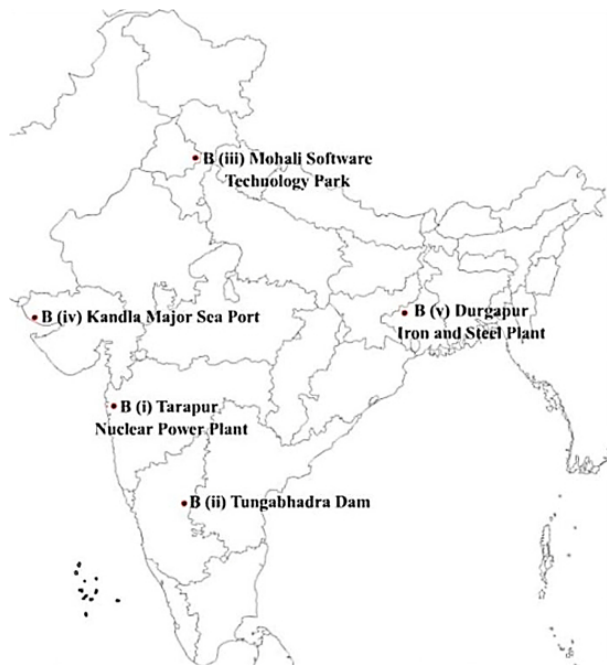 B (iii) Mohali Software
Technology Park
B (iv) Kandla Major Sea Port
B (v) Durgapur
Iron and Steel Plant
B (i) Tarapur
Nuclear Power Plant
B (ii) Tungabhadra Dam